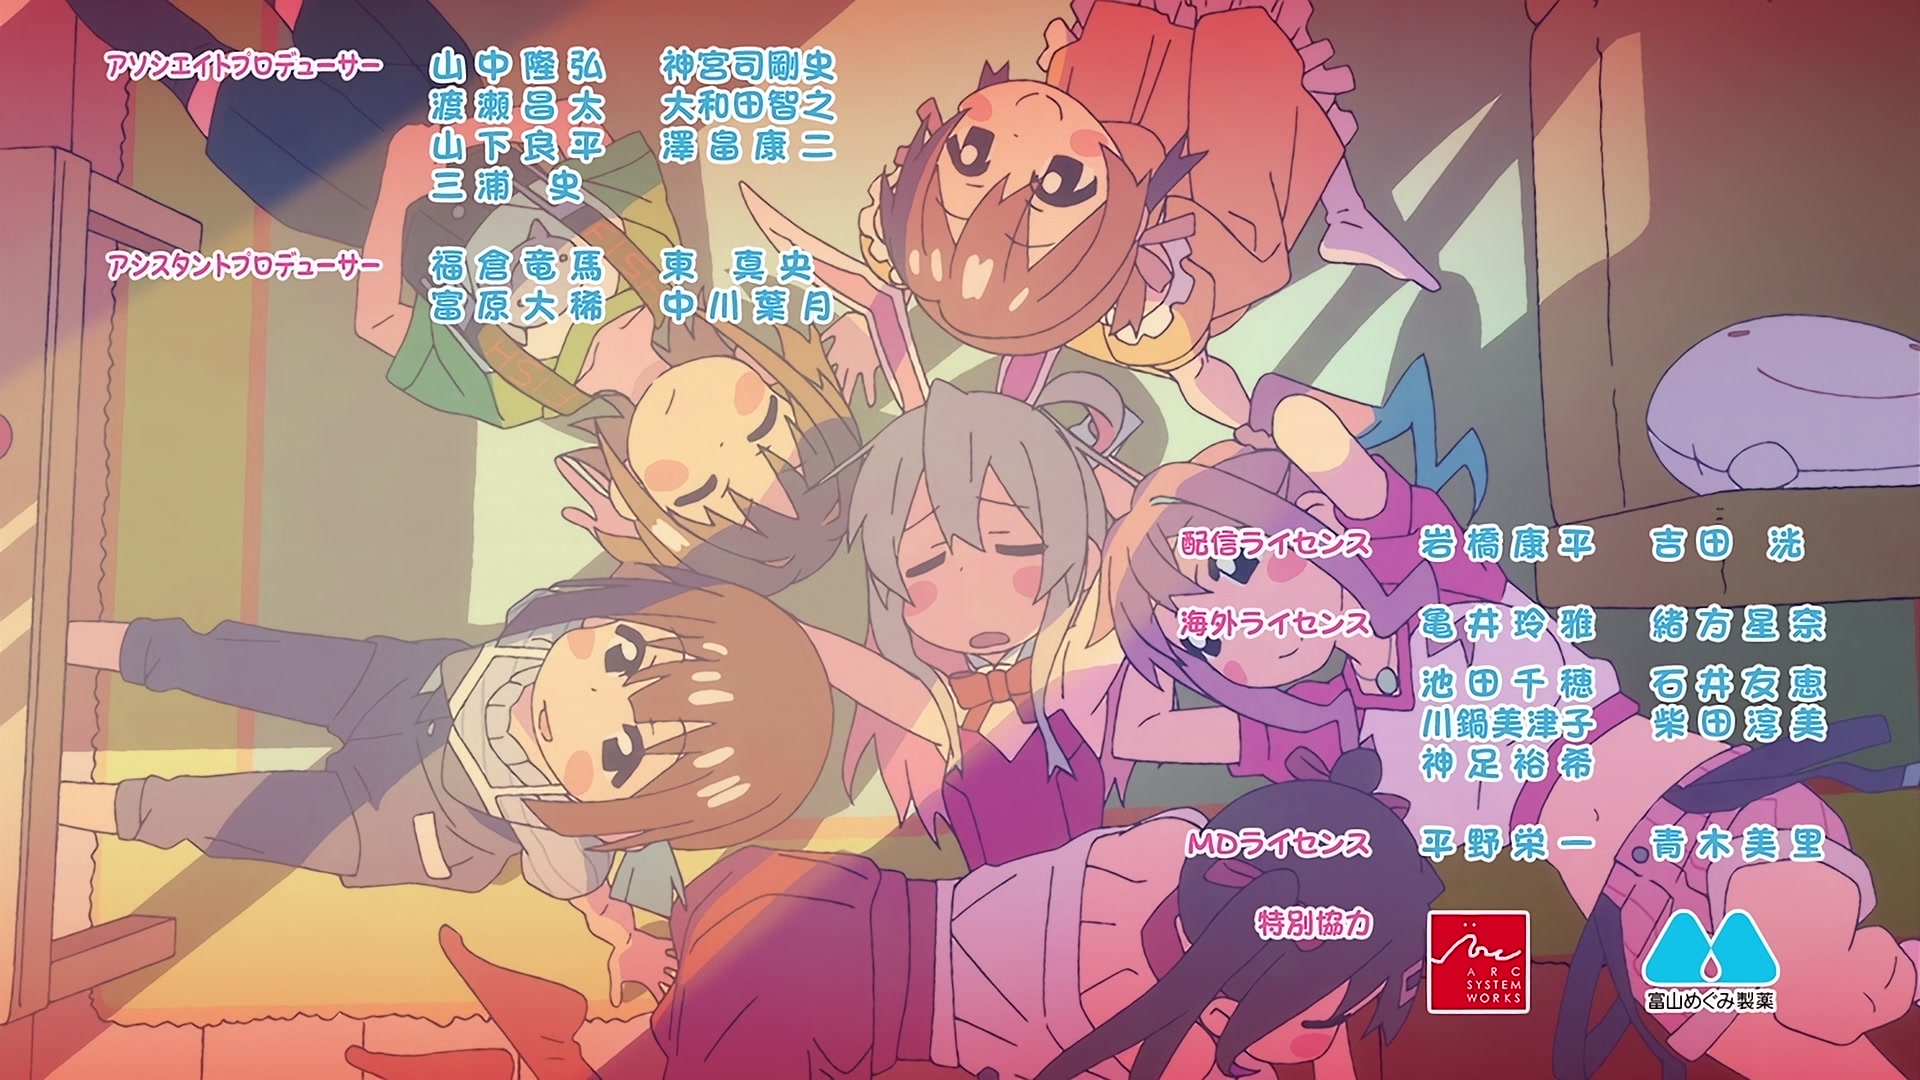 アソシエイトプロデューサー 山中隆弘 神宮司剛史
渡瀬昌太 大和田智之
山下良平 澤畠康二
三浦 史
アシスタントプロデューサー 福倉竜馬 東 真央
富原大稀 中川葉月
FISH
FISH
配信ライセンス 岩橋康平 吉田 洸
海外ライセンス 亀井玲雅 緒方星奈
池田千穂 石井友恵
川鍋美津子 柴田淳美
神足裕希
MDライセンス 平野栄一 青木美里
特別協力
Arc
ARC
SYSTEM
WORKS
富山めぐみ製薬